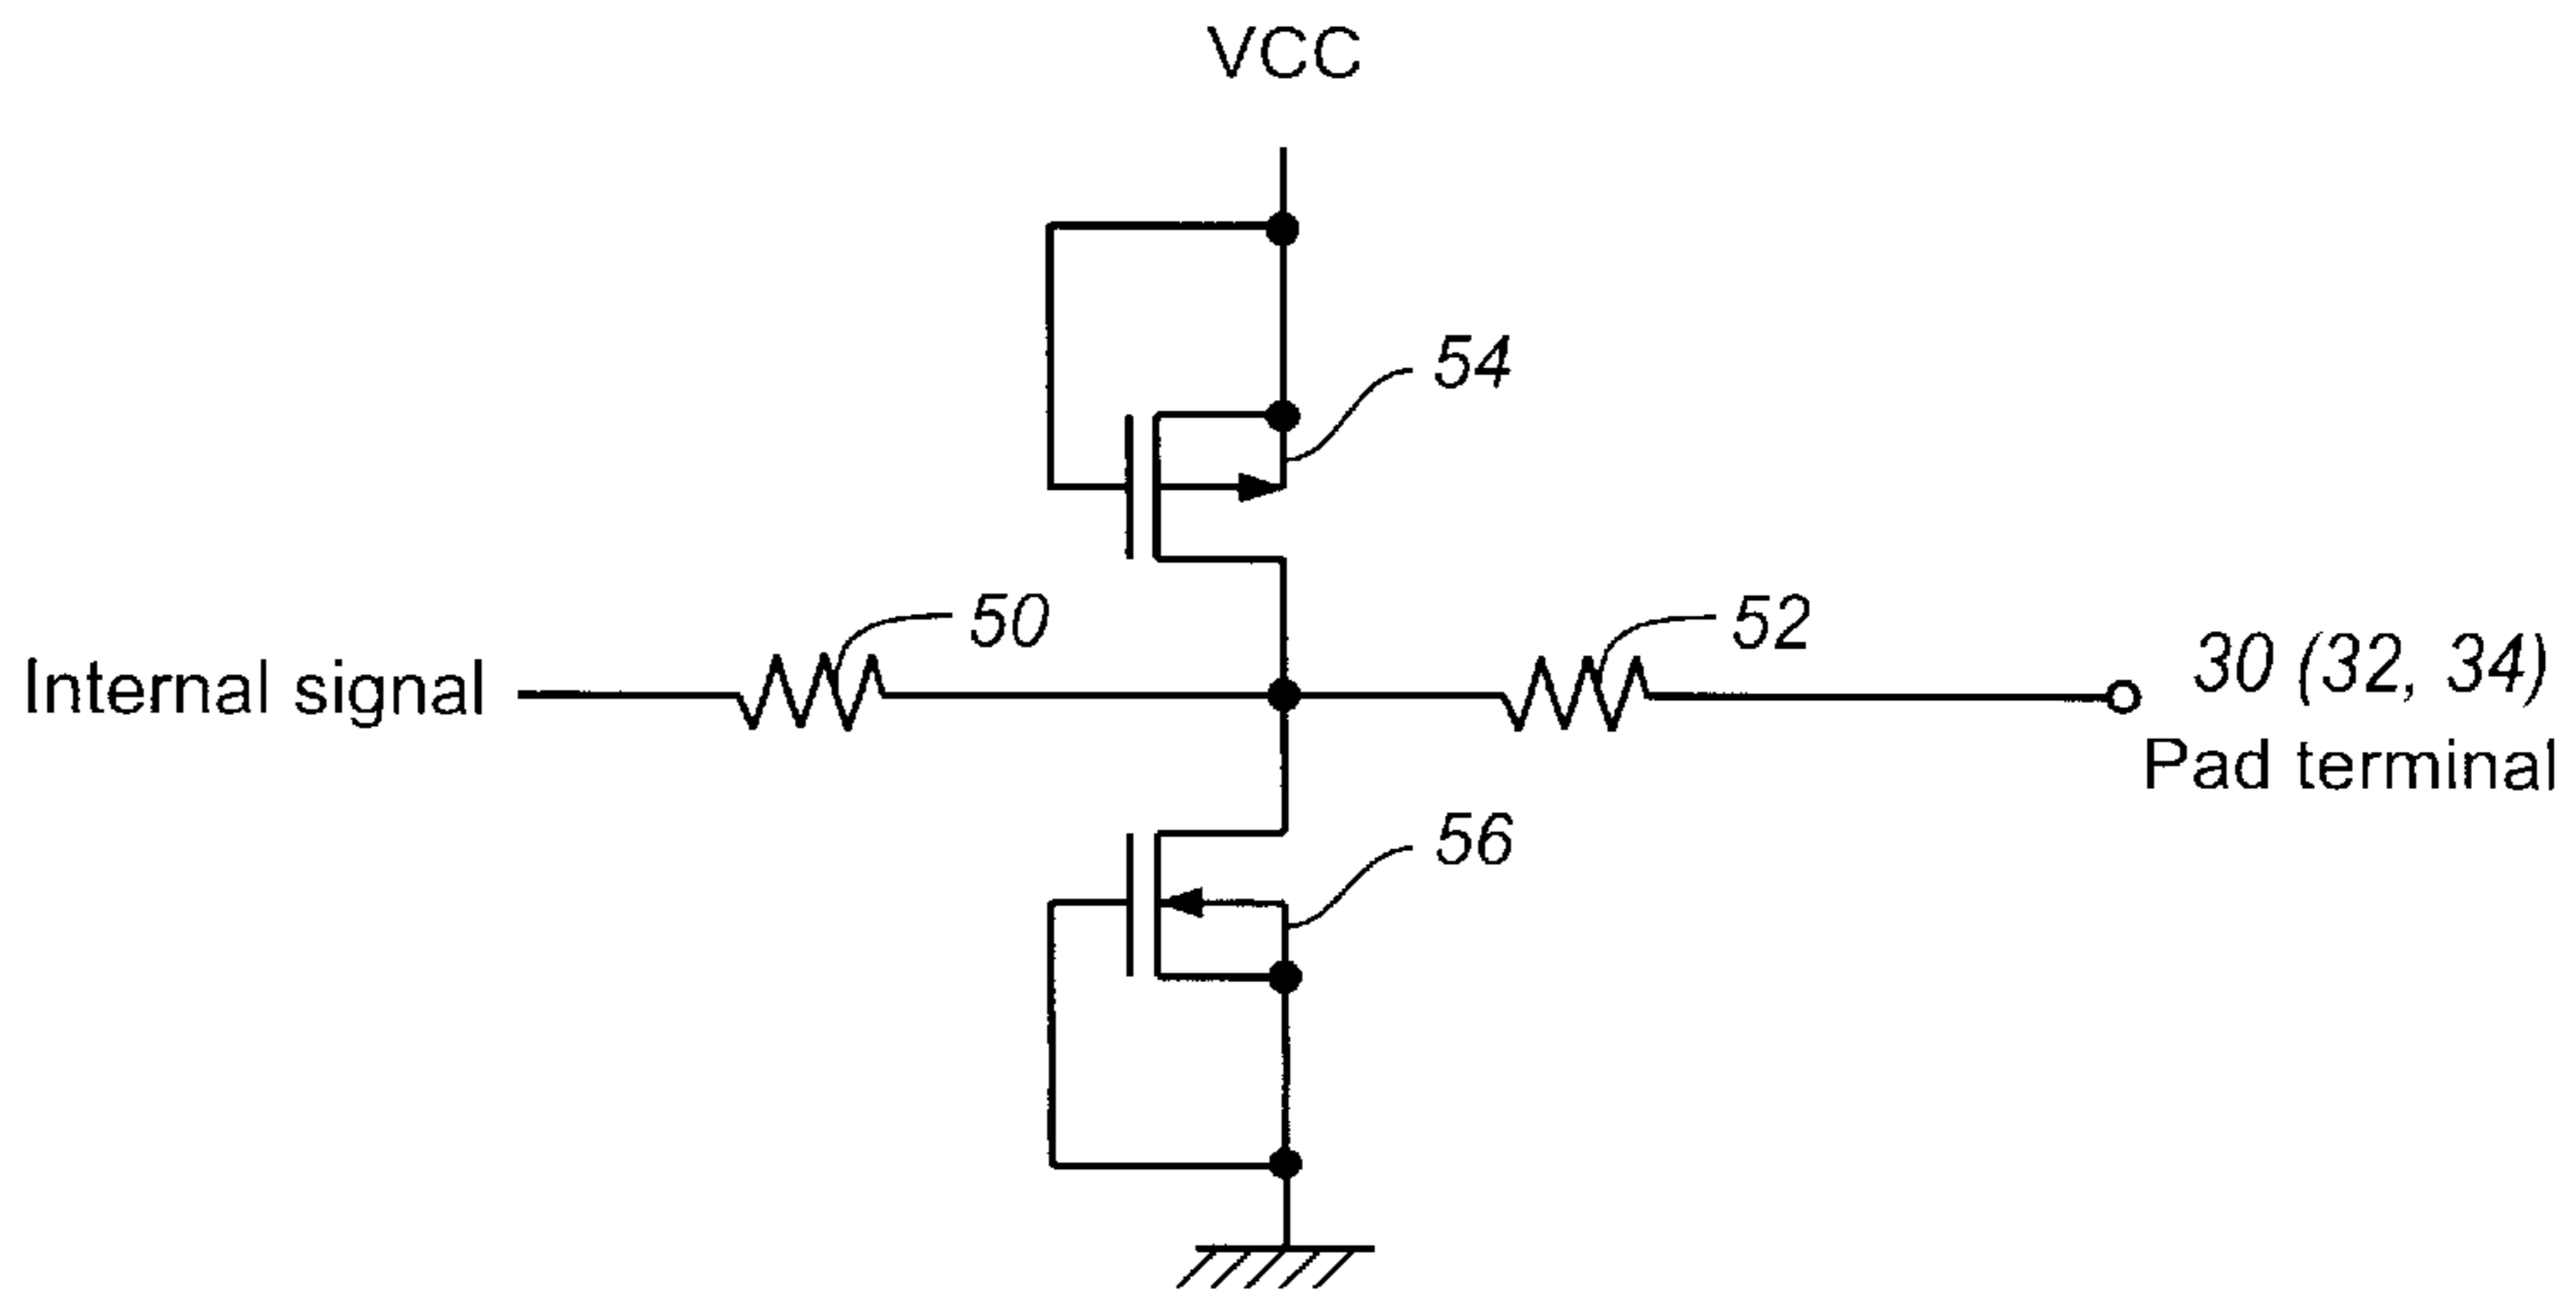 VCC
54
50
52
Internal signal
30 (32, 34)
Pad terminal
56